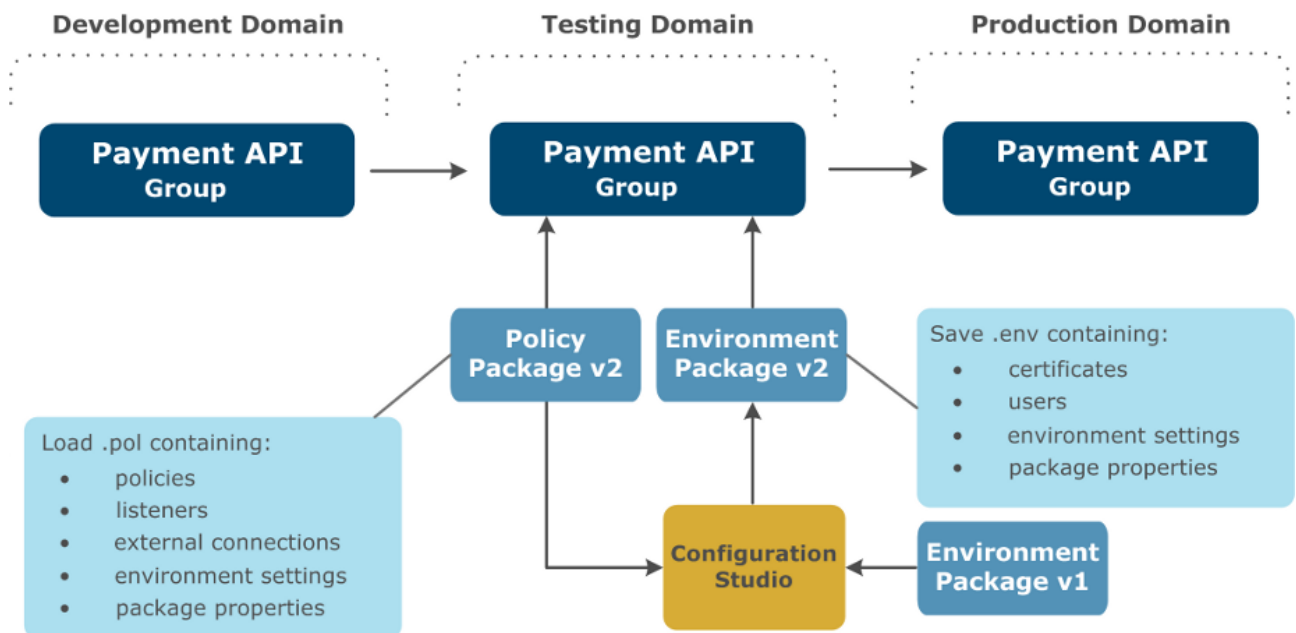 Development Domain
Testing Domain
Production Domain
Payment API
Group
Payment API
Group
Payment API
Group
Policy
Package v2
Environment
Package v2
Save .env containing:
• certificates
• users
• environment settings
• package properties
Load .pol containing:
• policies
• listeners
• external connections
• environment settings
• package properties
Configuration
Studio
Environment
Package v1